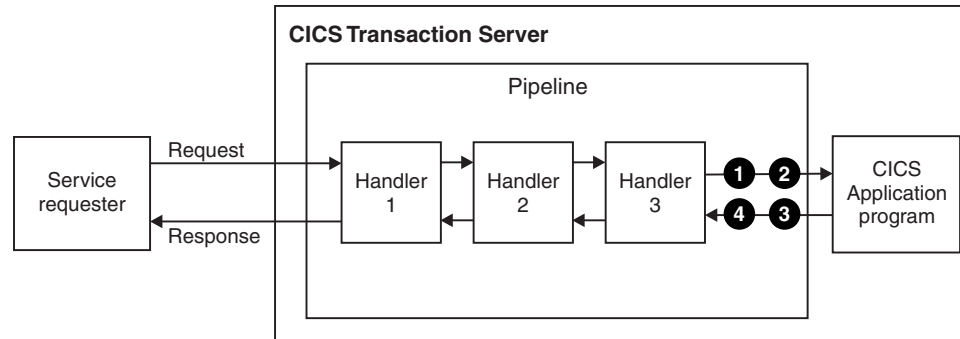 CICS Transaction Server
Pipeline
Service
requester
Request
Response
Handler
1
Handler
2
Handler
3
1
2
4
3
CICS
Application
program